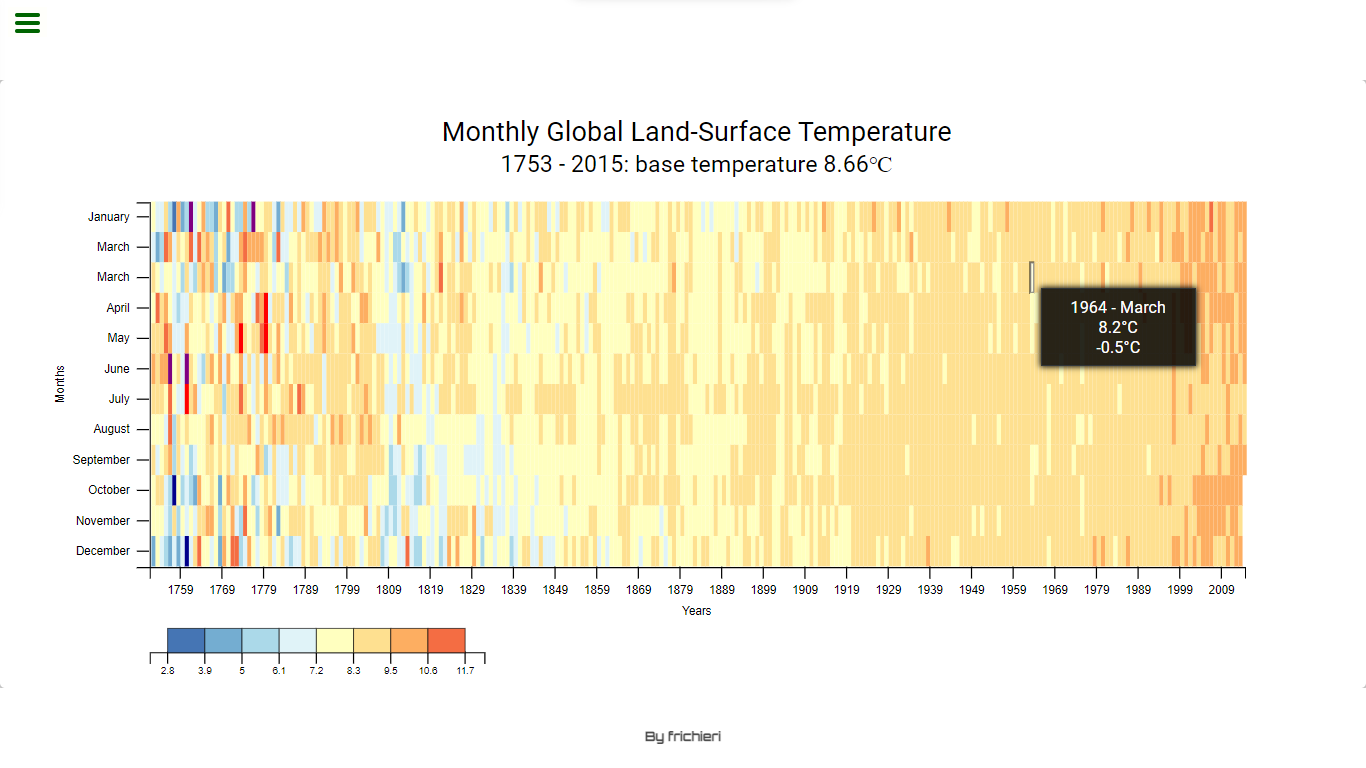 Monthly Global Land-Surface Temperature
1753 - 2015: base temperature 8.66℃
January
March
March
April
May
June
July
August
September
October
November
December
Months
1964 - March
8.2°C
-0.5°C
1759 1769 1779 1789 1799 1809 1819 1829 1839 1849 1859 1869 1879 1889 1899 1909 1919 1929 1939 1949 1959 1969 1979 1989 1999 2009
Years
2.8 3.9 5 6.1 7.2 8.3 9.5 10.6 11.7
By frichieri